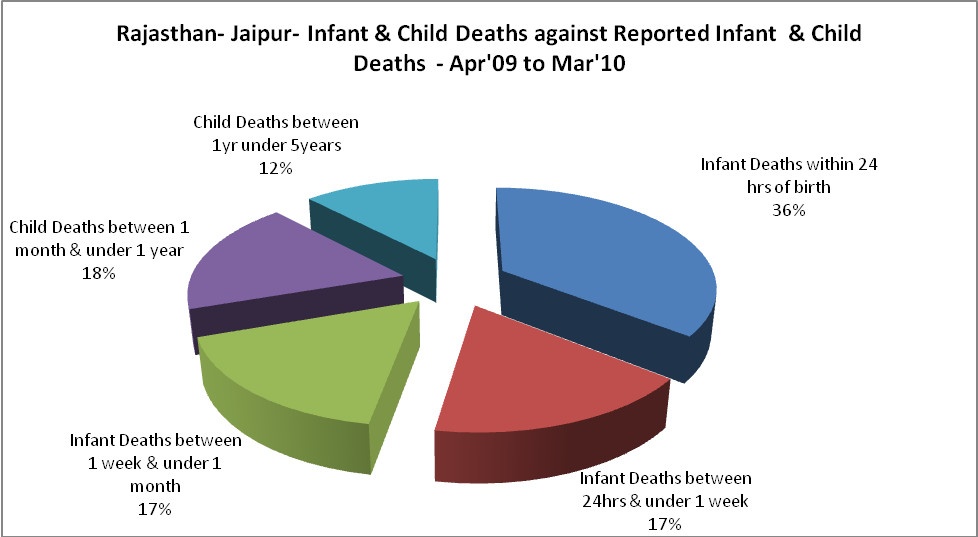 Rajasthan- Jaipur- Infant & Child Deaths against Reported Infant & Child
Deaths - Apr'09 to Mar'10
Infant Deaths within 24
hrs of birth
36%
Infant Deaths between
24hrs & under 1 week
17%
Infant Deaths between
1 week & under 1
month
17%
Child Deaths between 1
month & under 1 year
18%
Child Deaths between
1yr under 5years
12%